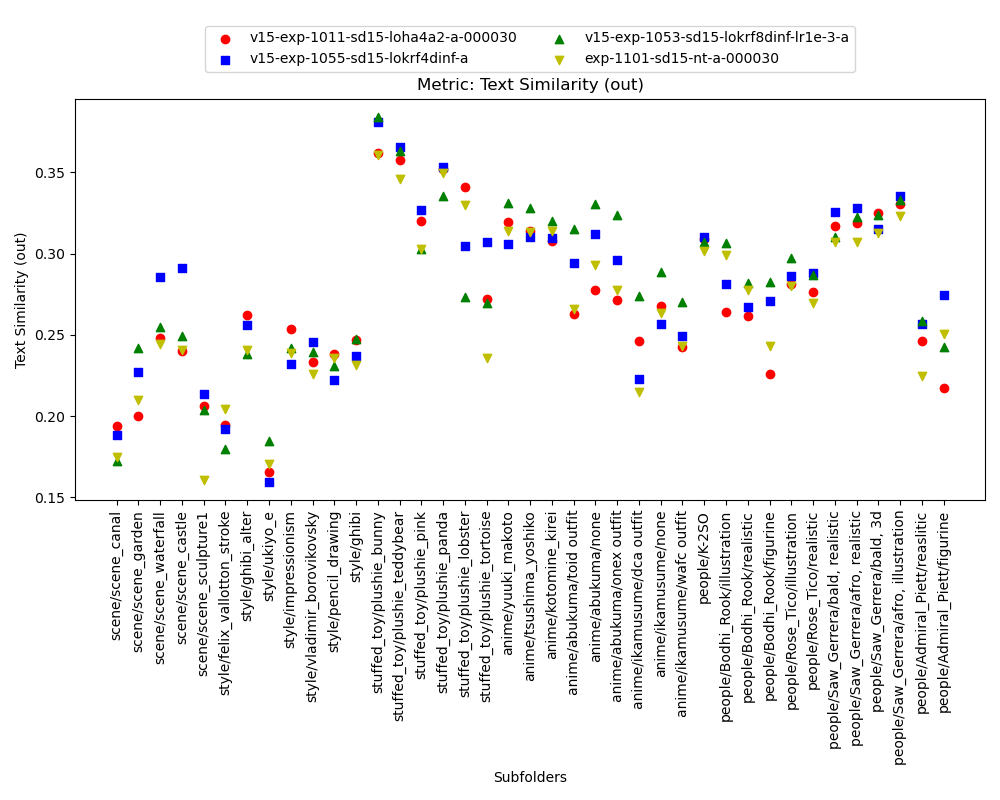 v15-exp-1011-sd15-loha4a2-a-000030
v15-exp-1055-sd15-lokrf4dinf-a
v15-exp-1053-sd15-lokrf8dinf-lr1e-3-a
exp-1101-sd15-nt-a-000030
Metric: Text Similarity (out)
Text Similarity (out)
0.35
0.30
0.25
0.20
0.15
scene/scene_canal
scene/scene_garden
scene/scene_waterfall
scene/scene_castle
scene/scene_sculpture1
style/felix_vallotton_stroke
style/ghibi_alter
style/ukiyo_e
style/impressionism
style/vladimir_borovikovsky
style/pencil_drawing
style/ghibi
stuffed_toy/plushie_bunny
stuffed_toy/plushie_teddybear
stuffed_toy/plushie_pink
stuffed_toy/plushie_panda
stuffed_toy/plushie_lobster
stuffed_toy/plushie_tortoise
anime/yuuki_makoto
anime/tsushima_yoshiko
anime/kotomine_kirei
anime/abukuma/toid outfit
anime/abukuma/none
anime/abukuma/onex outfit
anime/ikamusume/dca outfit
anime/ikamusume/none
anime/ikamusume/wafc outfit
people/K-2SO
people/Bodhi_Rook/illustration
people/Bodhi_Rook/realistic
people/Bodhi_Rook/figurine
people/Rose_Tico/illustration
people/Rose_Tico/realistic
people/Saw_Gerrera/bald, realistic
people/Saw_Gerrera/afro, realistic
people/Saw_Gerrera/bald, 3d
people/Saw_Gerrera/afro, illustration
people/Admiral_Piett/reaslitic
people/Admiral_Piett/figurine
Subfolders